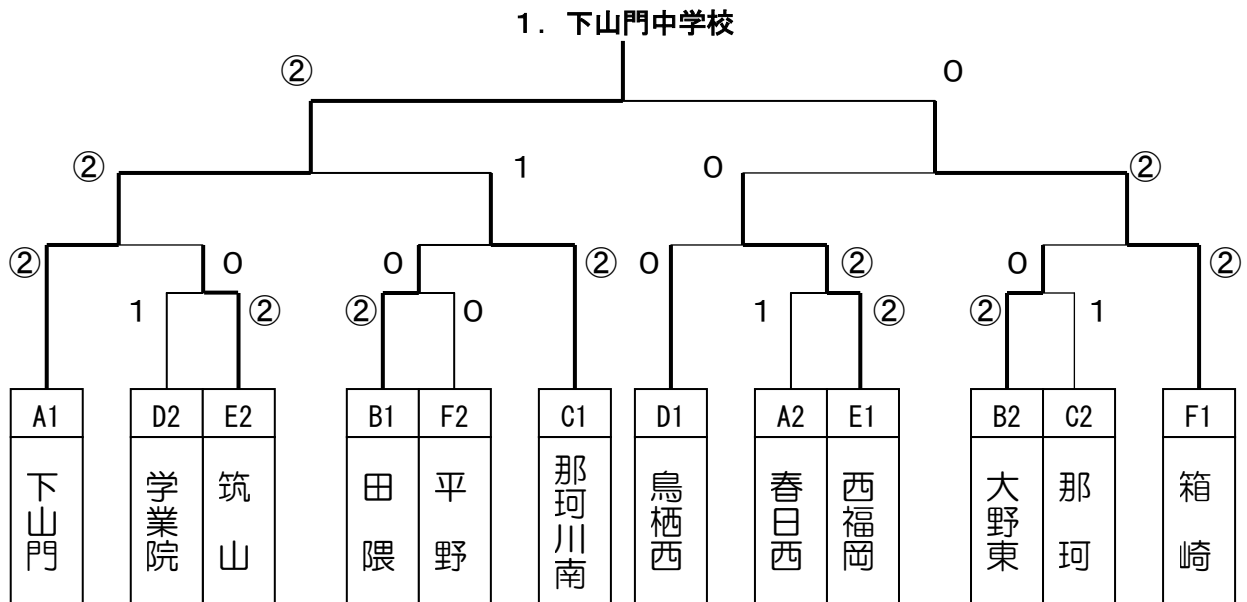 1. 下山門中学校
② 0
② 1 0 ②
② 0 0 ② 0 ② 0 ②
1 ② ② 0 1 ② ② 1
A1 D2 E2 B1 F2 C1 D1 A2 E1 B2 C2 F1
下山門
学業院
筑山
田隈
平野
那珂川南
鳥栖西
春日西
西福岡
大野東
那珂
箱崎